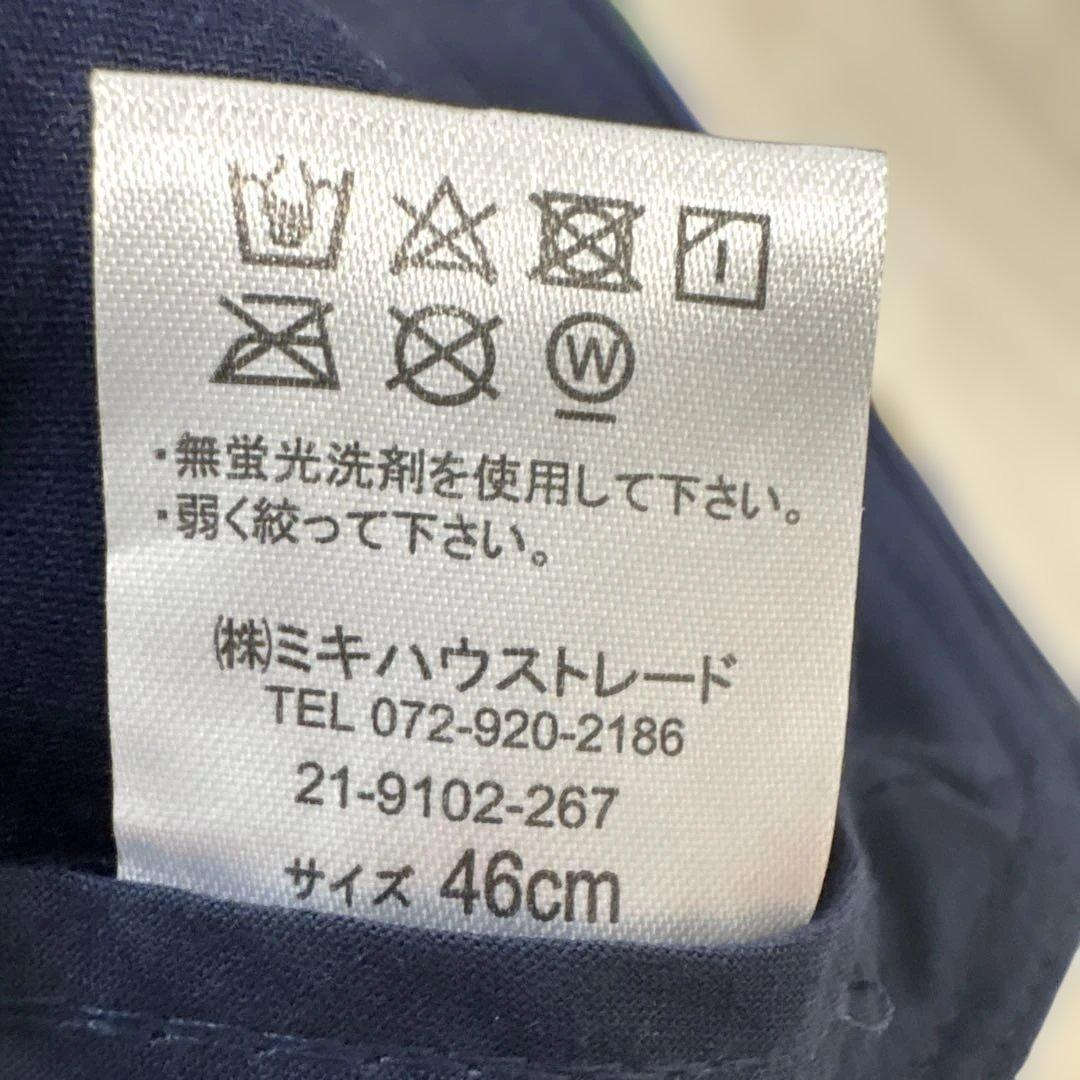 W
・無蛍光洗剤を使用して下さい。
・弱く絞って下さい。
㈱ミキハウストレード
TEL 072-920-2186
21-9102-267
サイズ 46cm